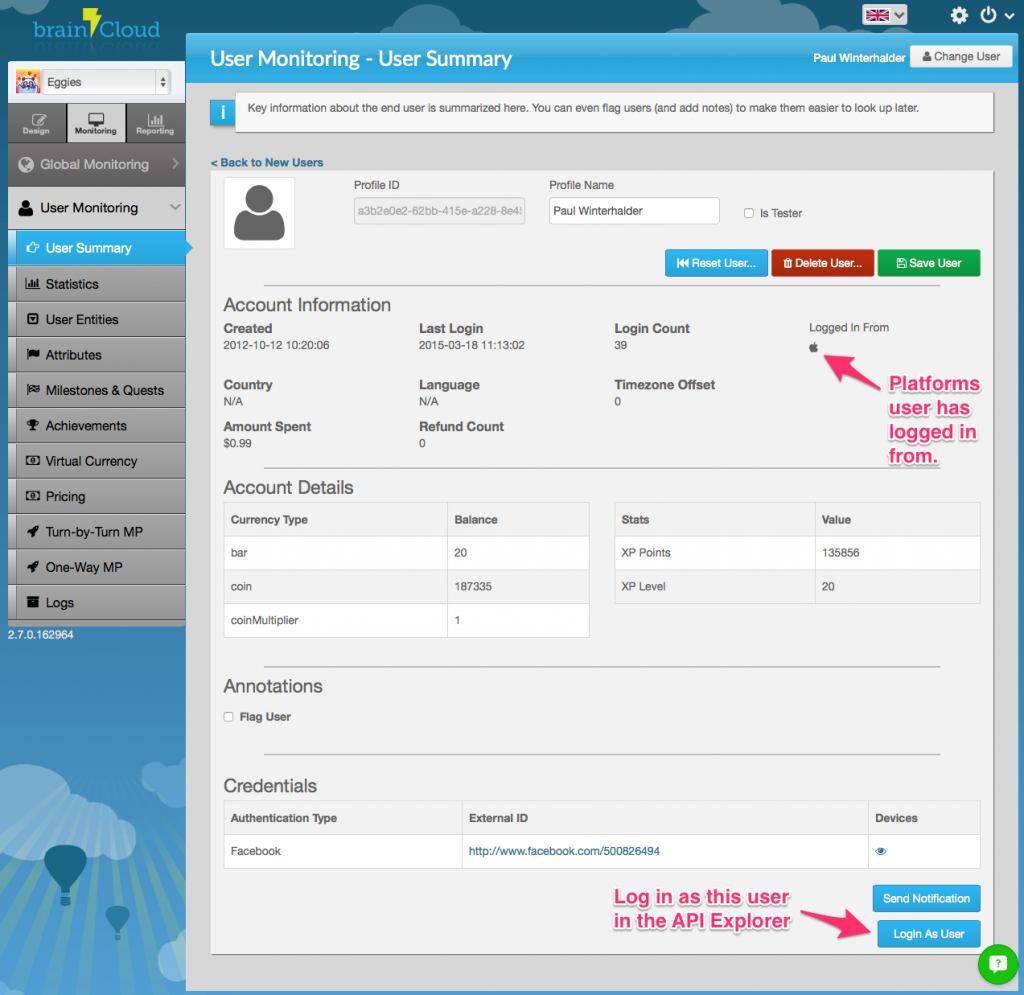 brainCloud
User Monitoring - User Summary
Paul Winterhalder
Change User
Eggies
Design
Monitoring
Reporting
Global Monitoring
User Monitoring
User Summary
Statistics
User Entities
Attributes
Milestones & Quests
Achievements
Virtual Currency
Pricing
Turn-by-Turn MP
One-Way MP
Logs
2.7.0.162964
i
Key information about the end user is summarized here. You can even flag users (and add notes) to make them easier to look up later.
< Back to New Users
Profile ID
Profile Name
a3b2e0e2-62bb-415e-a228-8e4
Paul Winterhalder
Is Tester
Reset User...
Delete User...
Save User
Account Information
Created
Last Login
Login Count
Logged In From
2012-10-12 10:20:06
2015-03-18 11:13:02
39
Country
Language
Timezone Offset
N/A
N/A
0
Amount Spent
Refund Count
$0.99
0
Platforms
user has
logged in
from.
Account Details
Currency Type
Balance
bar
20
coin
187335
coinMultiplier
1
Stats
Value
XP Points
135856
XP Level
20
Annotations
Flag User
Credentials
Authentication Type
External ID
Devices
Facebook
http://www.facebook.com/500826494
Log in as this user
in the API Explorer
Send Notification
Login As User
?